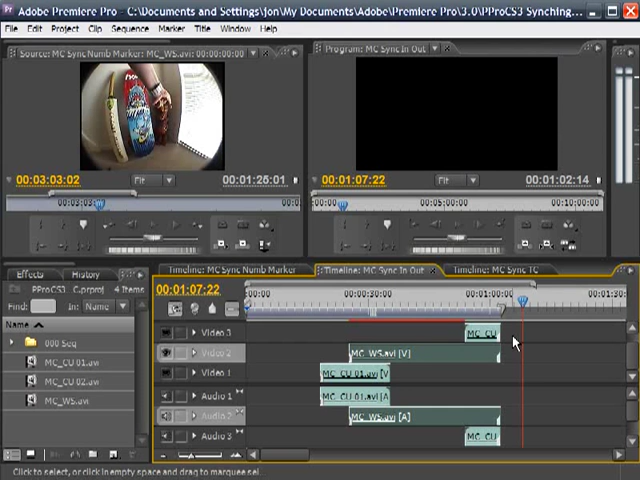 Adobe Premiere Pro - C:\Documents and Settings\jon\My Documents\Adobe\Premiere Pro\3.0\PProCS3 Synching...
File Edit Project Clip Sequence Marker Title Window Help
Source: MC Sync Numb Marker: MC_WS.avi: 00:00:00:00
Program: MC Sync In Out
00:03:03:02 Fit 00:01:25:01
00:01:07:22 Fit 00:01:02:14
00:03:03: 00:0
:00:00 00:05:00:00 00:10:00:00
Effects History
Timeline: MC Sync Numb Marker Timeline: MC Sync In Out Timeline: MC Sync TC
PProCS3 C.prproj 4 Items
Find: In: Name
Name
000 Seq
MC_CU 01.avi
MC_CU 02.avi
MC_WS.avi
00:01:07:22
:00:00 00:00:30:00 00:01:00:00 00:01:30:
Video 3 MC_CU
Video 2 MC_WS.avi [V]
Video 1 MC_CU 01.avi [V
Audio 1 MC_CU 01.avi [A
Audio 2 MC_WS.avi [A]
Audio 3 MC_CU
Click to select, or click in empty space and drag to marquee sel.